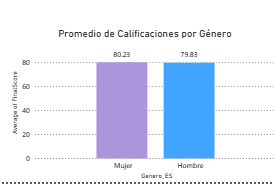 Promedio de Calificaciones por Género
80.23
79.83
80
60
40
20
0
Average of FinalScore
Mujer
Hombre
Genero_ES